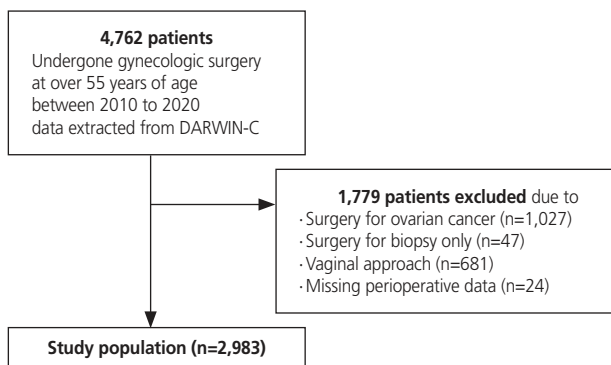 4,762 patients
Undergone gynecologic surgery
at over 55 years of age
between 2010 to 2020
data extracted from DARWIN-C
1,779 patients excluded due to
·Surgery for ovarian cancer (n=1,027)
·Surgery for biopsy only (n=47)
·Vaginal approach (n=681)
·Missing perioperative data (n=24)
Study population (n=2,983)